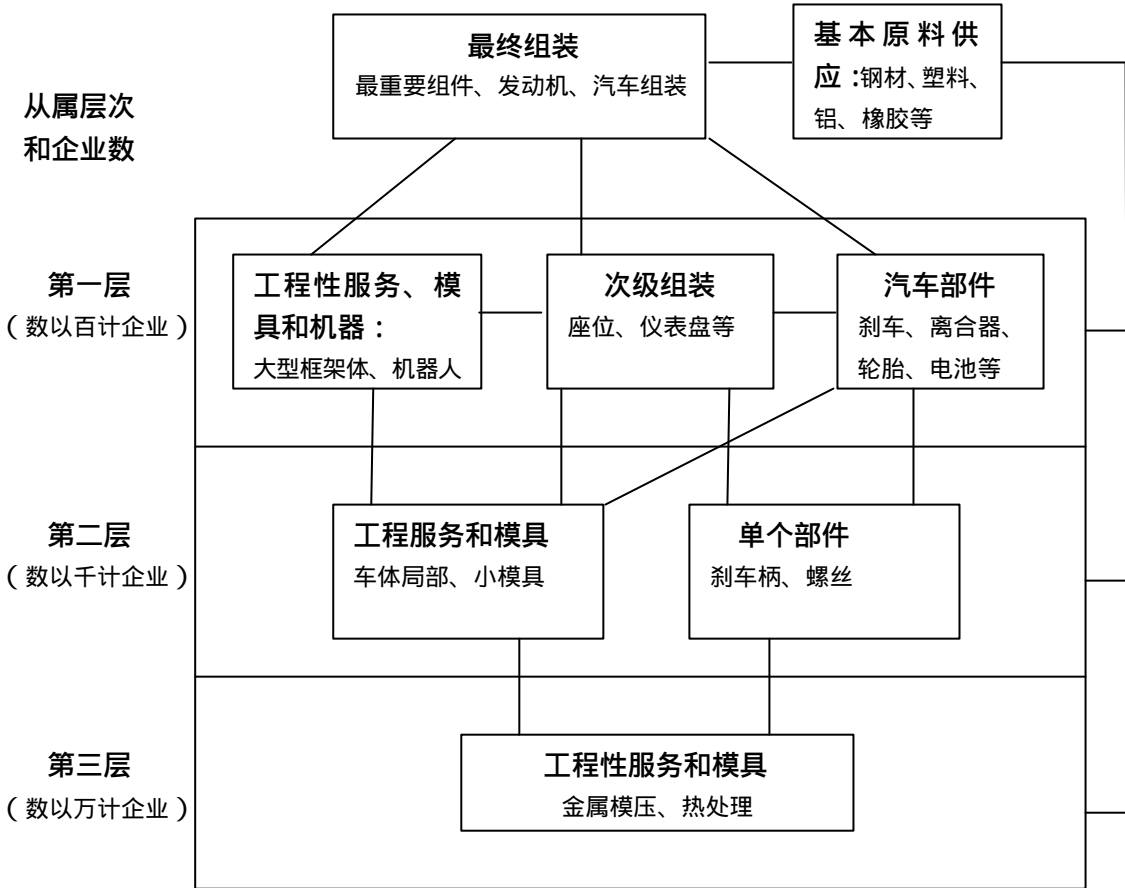 最终组装
最重要组件、发动机、汽车组装
基本原料供
应:钢材、塑料、
铝、橡胶等
从属层次
和企业数
第一层
(数以百计企业)
工程性服务、模
具和机器:
大型框架体、机器人
次级组装
座位、仪表盘等
汽车部件
刹车、离合器、
轮胎、电池等
第二层
(数以千计企业)
工程服务和模具
车体局部、小模具
单个部件
刹车柄、螺丝
第三层
(数以万计企业)
工程性服务和模具
金属模压、热处理